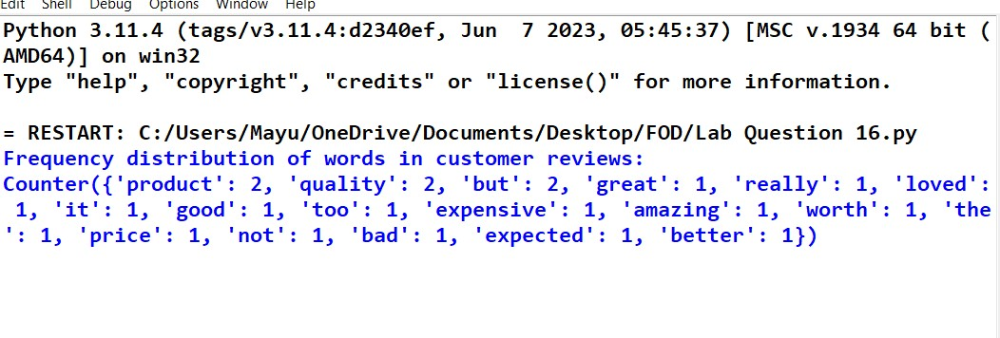 Edit Shell Debug Options Window Help
Python 3.11.4 (tags/v3.11.4:d2340ef, Jun  7 2023, 05:45:37) [MSC v.1934 64 bit (
AMD64)] on win32
Type "help", "copyright", "credits" or "license()" for more information.
= RESTART: C:/Users/Mayu/OneDrive/Documents/Desktop/FOD/Lab Question 16.py
Frequency distribution of words in customer reviews:
Counter({'product': 2, 'quality': 2, 'but': 2, 'great': 1, 'really': 1, 'loved':
 1, 'it': 1, 'good': 1, 'too': 1, 'expensive': 1, 'amazing': 1, 'worth': 1, 'the
': 1, 'price': 1, 'not': 1, 'bad': 1, 'expected': 1, 'better': 1})